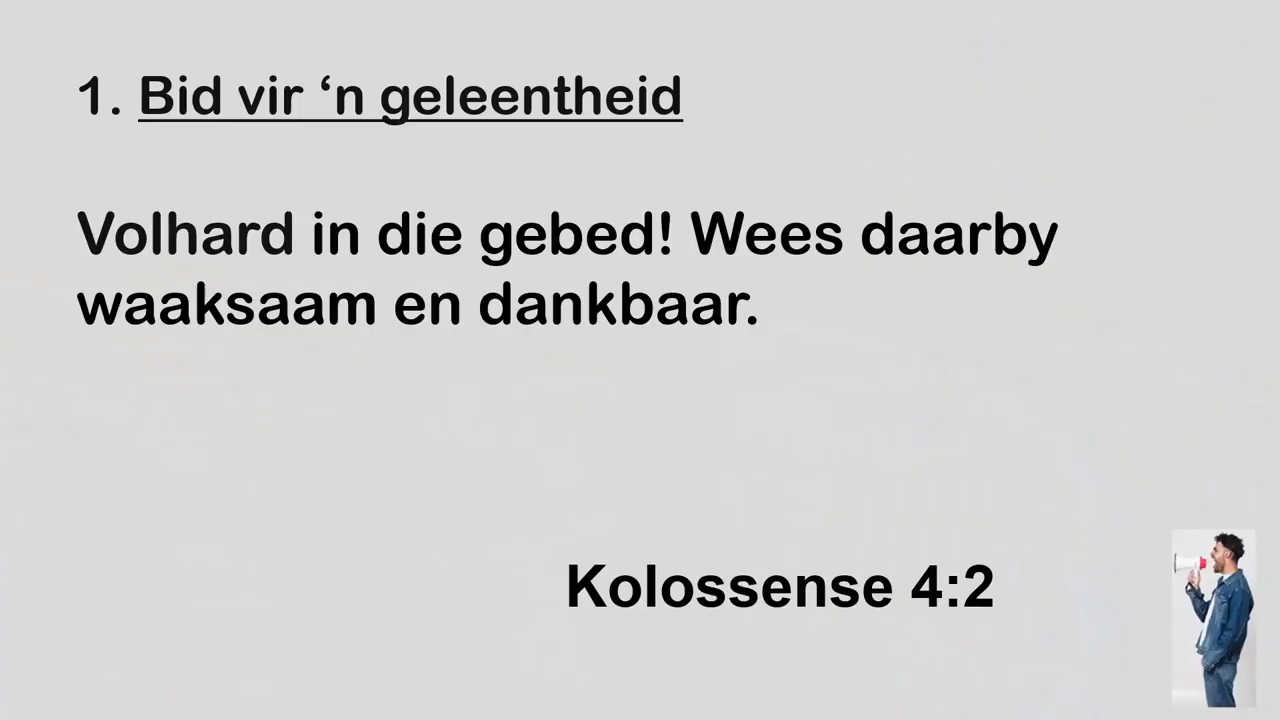 1. Bid vir ‘n geleentheid
Volhard in die gebed! Wees daarby
waaksaam en dankbaar.
Kolossense 4:2